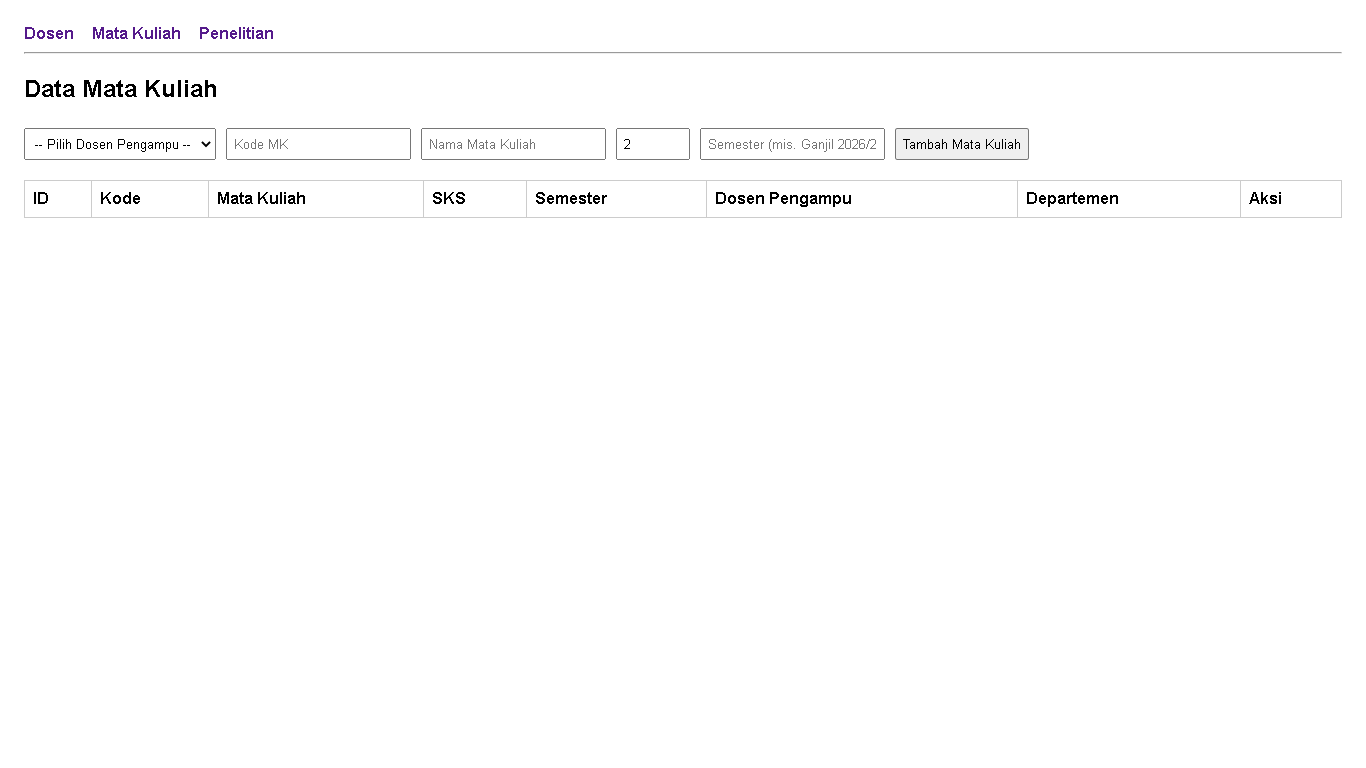 Dosen Mata Kuliah Penelitian
Data Mata Kuliah
-- Pilih Dosen Pengampu -- Kode MK Nama Mata Kuliah 2 Semester (mis. Ganjil 2026/2 Tambah Mata Kuliah
ID Kode Mata Kuliah SKS Semester Dosen Pengampu Departemen Aksi